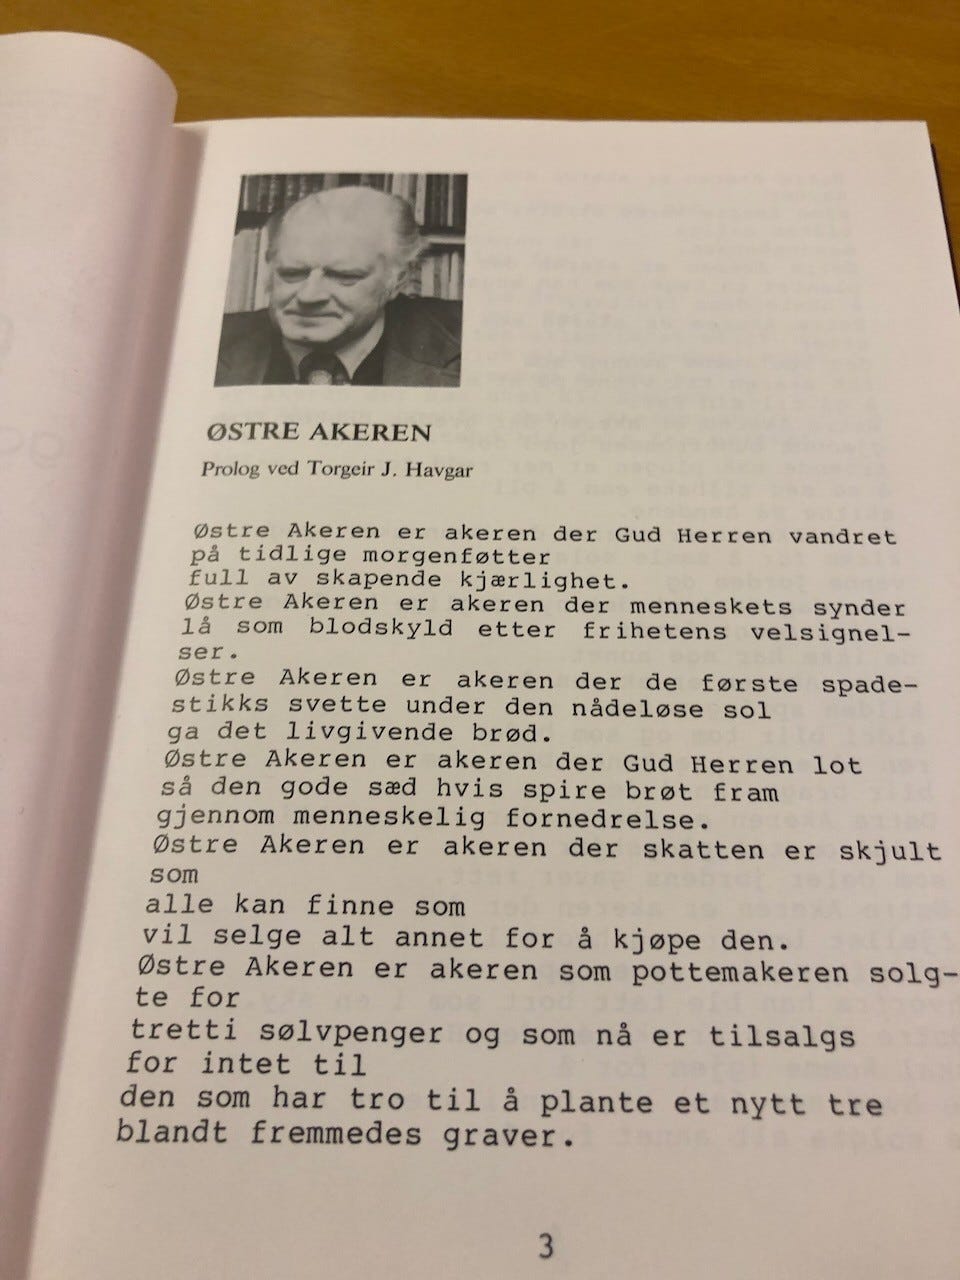 ØSTRE AKEREN
Prolog ved Torgeir J. Havgar
Østre Akeren er akeren der Gud Herren vandret
på tidlige morgenføtter
full av skapende kjærlighet.
Østre Akeren er akeren der menneskets synder
lå som blodskyld etter frihetens velsignel-
ser.
Østre Akeren er akeren der de første spade-
stikks svette under den nådeløse sol
ga det livgivende brød.
Østre Akeren er akeren der Gud Herren lot
så den gode sæd hvis spire brøt fram
gjennom menneskelig fornedrelse.
Østre Akeren er akeren der skatten er skjult
som
alle kan finne som
vil selge alt annet for å kjøpe den.
Østre Akeren er akeren som pottemakeren solg-
te for
tretti sølvpenger og som nå er tilsalgs
for intet til
den som har tro til å plante et nytt tre
blandt fremmedes graver.
3